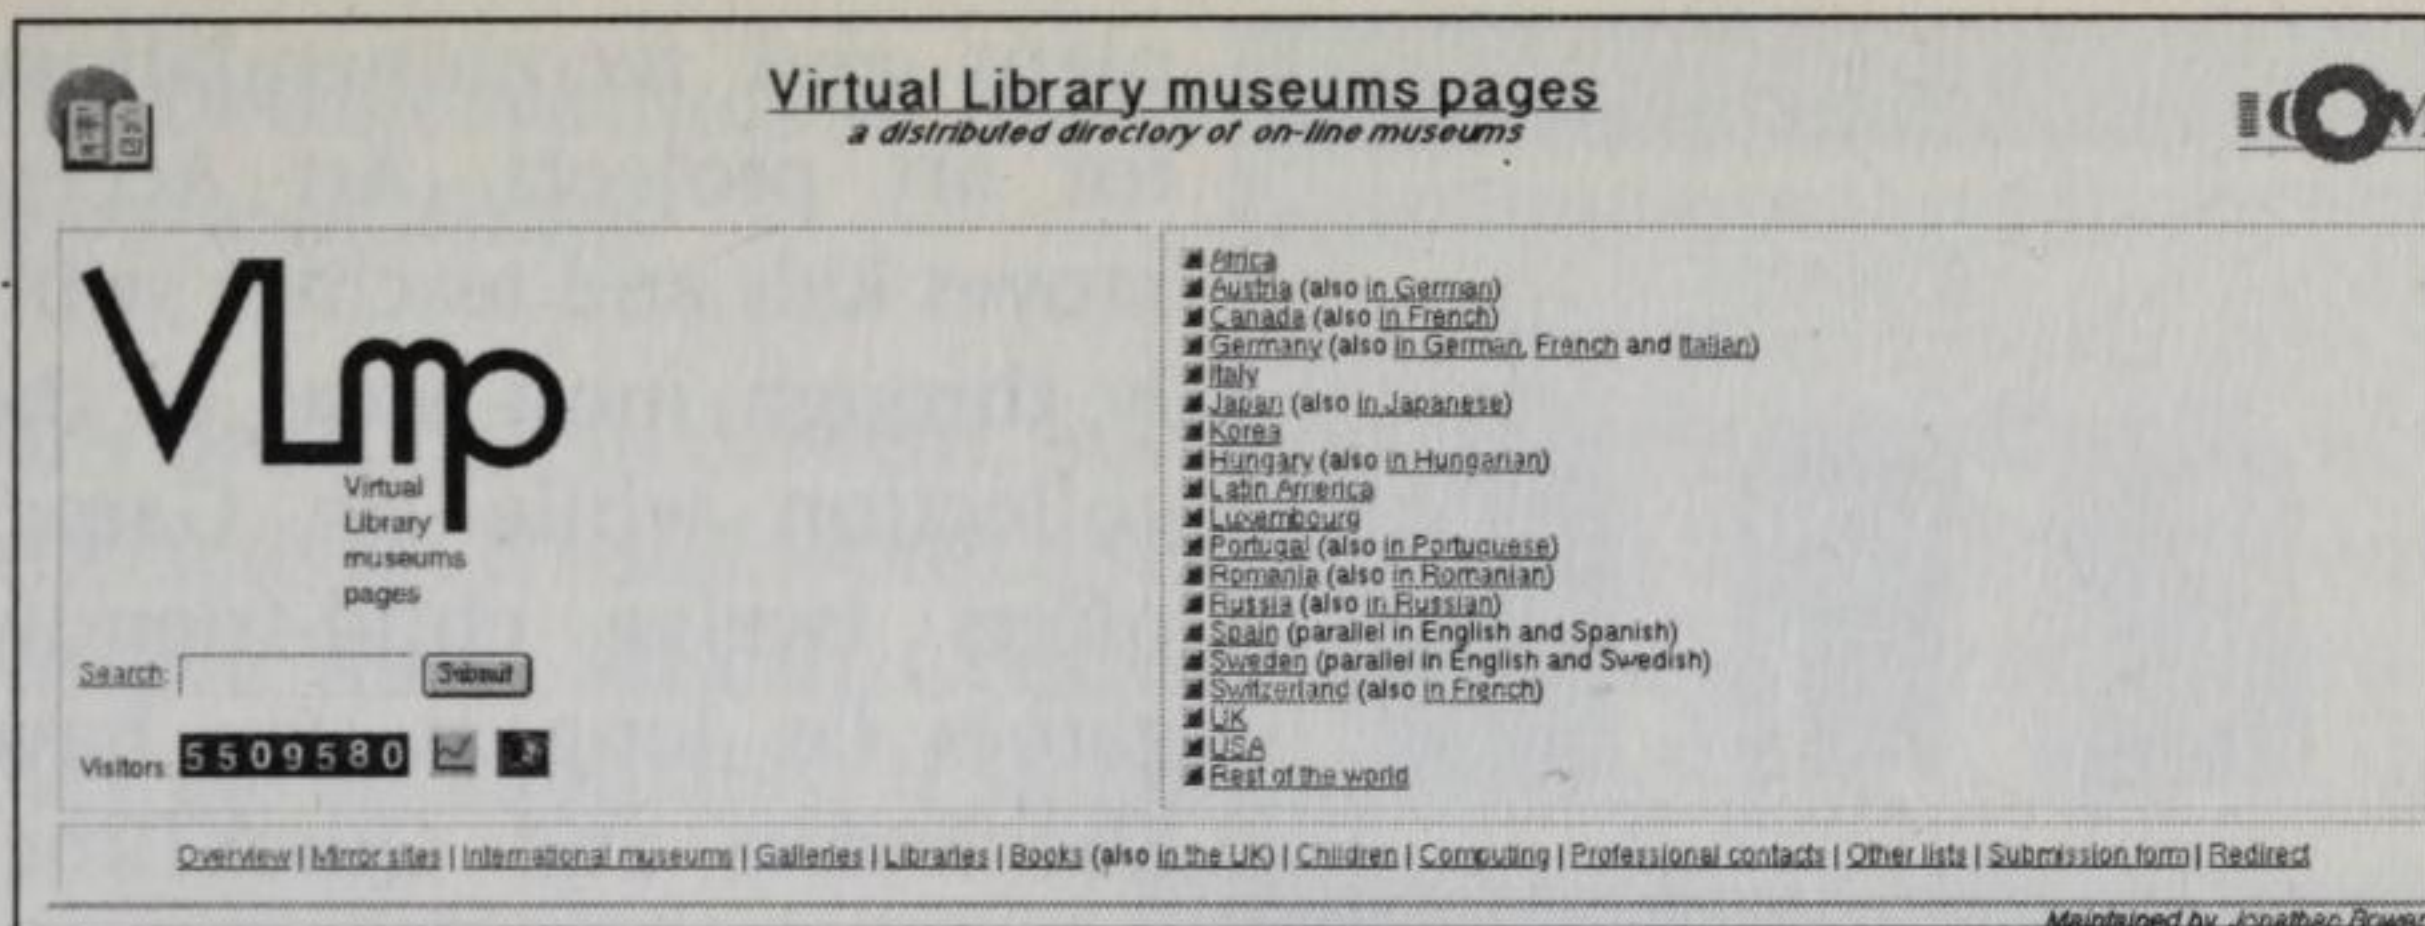 Virtual Library museums pages
a distributed directory of on-line museums
ICOM
VLmp
Virtual
Library
museums
pages
Search:
Submit
Visitors: 5509580
Africa
Austria (also in German)
Canada (also in French)
Germany (also in German, French and Italian)
Italy
Japan (also in Japanese)
Korea
Hungary (also in Hungarian)
Latin America
Luxembourg
Portugal (also in Portuguese)
Romania (also in Romanian)
Russia (also in Russian)
Spain (parallel in English and Spanish)
Sweden (parallel in English and Swedish)
Switzerland (also in French)
UK
USA
Rest of the world
Overview | Mirror sites | International museums | Galleries | Libraries | Books (also in the UK) | Children | Computing | Professional contacts | Other lists | Submission form | Redirect
Maintained by Jonathan